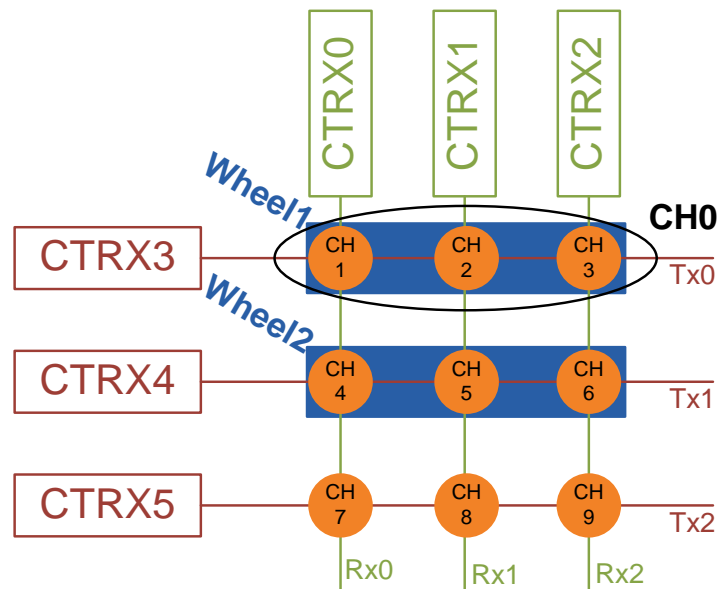 CTRX0
CTRX1
CTRX2
Wheel1
CH0
CTRX3
CH
1
CH
2
CH
3
Tx0
Wheel2
CTRX4
CH
4
CH
5
CH
6
Tx1
CTRX5
CH
7
CH
8
CH
9
Tx2
Rx0
Rx1
Rx2